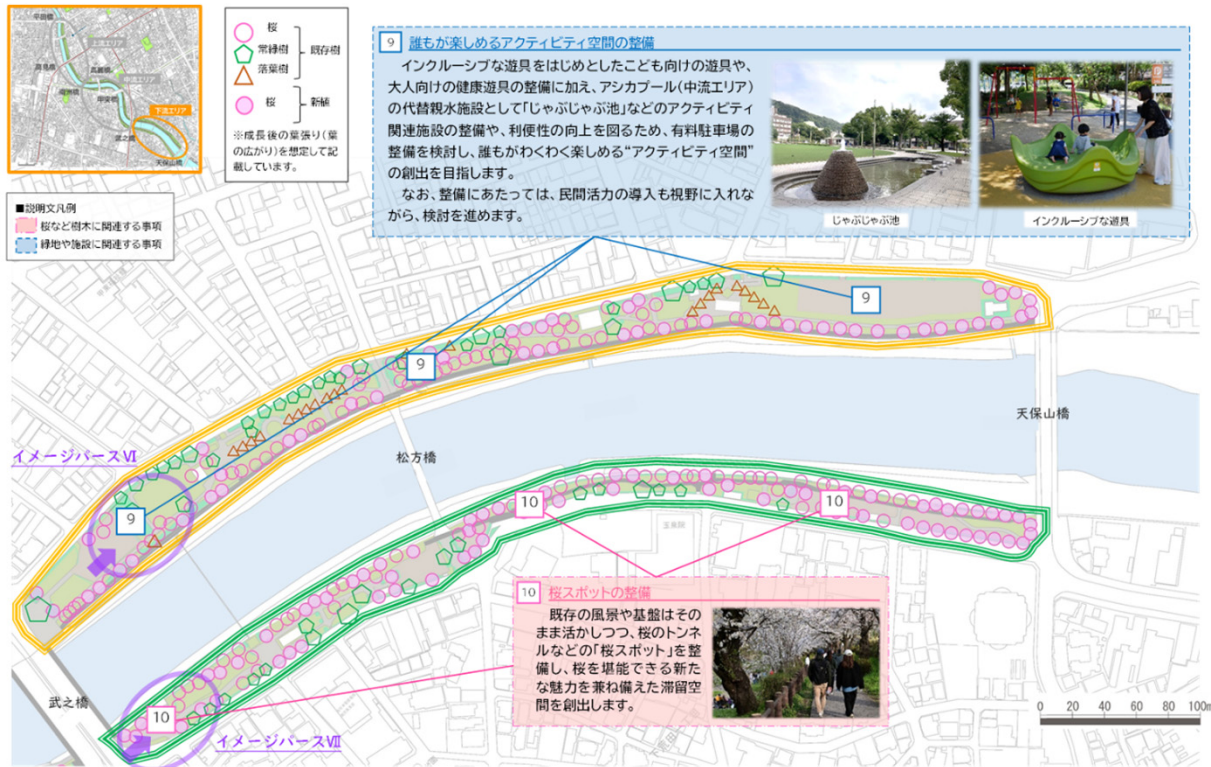 下流エリア
天保山橋
桜
常緑樹
落葉樹
既存樹
桜
新植
※成長後の葉張り(葉
の広がり)を想定して記
載しています。
■説明文凡例
桜など樹木に関連する事項
緑地や施設に関連する事項
9 誰もが楽しめるアクティビティ空間の整備
インクルーシブな遊具をはじめとしたこども向けの遊具や、
大人向けの健康遊具の整備に加え、アシカプール(中流エリア)
の代替親水施設として「じゃぶじゃぶ池」などのアクティビティ
関連施設の整備や、利便性の向上を図るため、有料駐車場の
整備を検討し、誰もがわくわく楽しめる“アクティビティ空間”
の創出を目指します。
なお、整備にあたっては、民間活力の導入も視野に入れな
がら、検討を進めます。
じゃぶじゃぶ池
インクルーシブな遊具
9
9
天保山橋
松方橋
イメージパースⅥ
9
10
10
10 桜スポットの整備
既存の風景や基盤はその
まま活かしつつ、桜のトンネ
ルなどの「桜スポット」を整
備し、桜を堪能できる新た
な魅力を兼ね備えた滞留空
間を創出します。
武之橋
10
イメージパースⅦ
0 20 40 60 80 100m